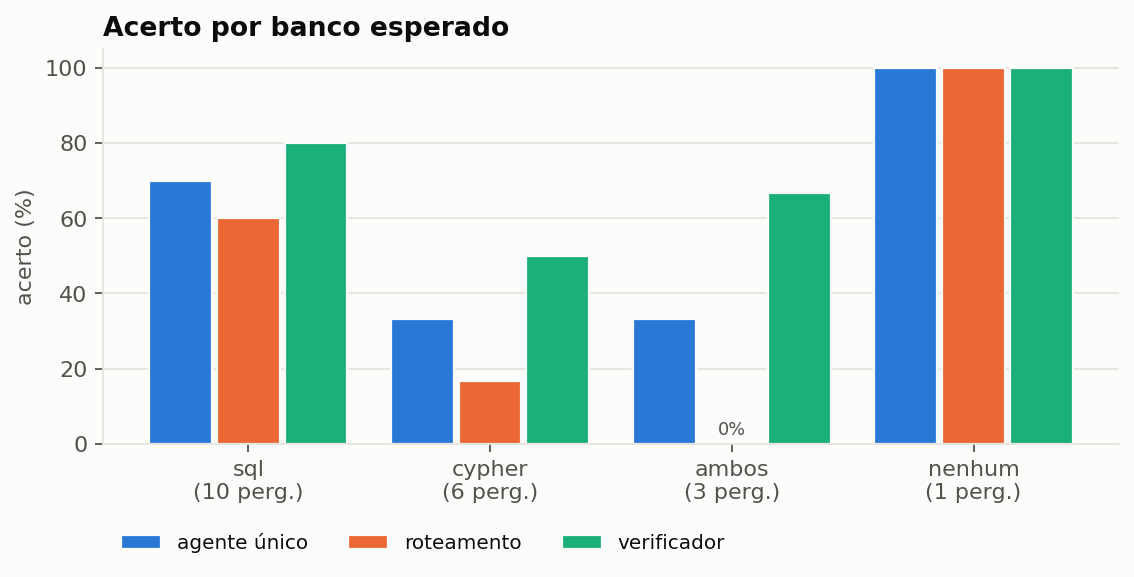 Acerto por banco esperado
acerto (%)
100
80
60
40
20
0
0%
sql
(10 perg.)
cypher
(6 perg.)
ambos
(3 perg.)
nenhum
(1 perg.)
agente único
roteamento
verificador